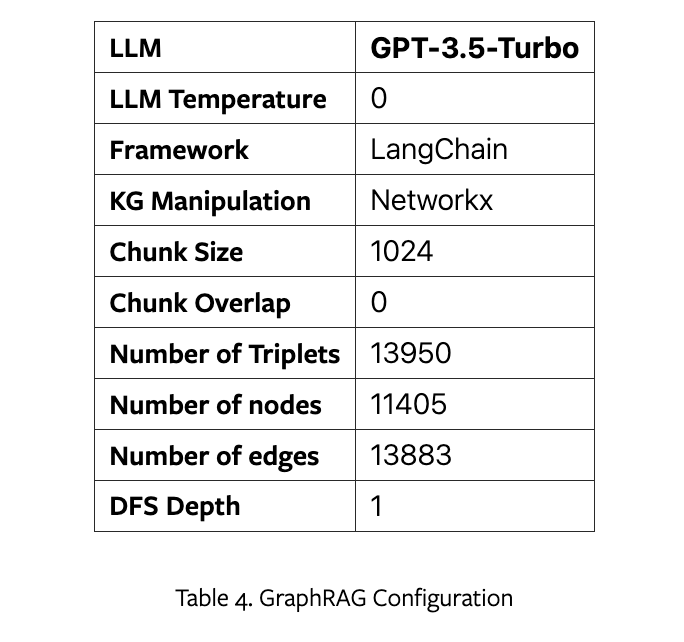 LLM GPT-3.5-Turbo
LLM Temperature 0
Framework LangChain
KG Manipulation Networkx
Chunk Size 1024
Chunk Overlap 0
Number of Triplets 13950
Number of nodes 11405
Number of edges 13883
DFS Depth 1
Table 4. GraphRAG Configuration